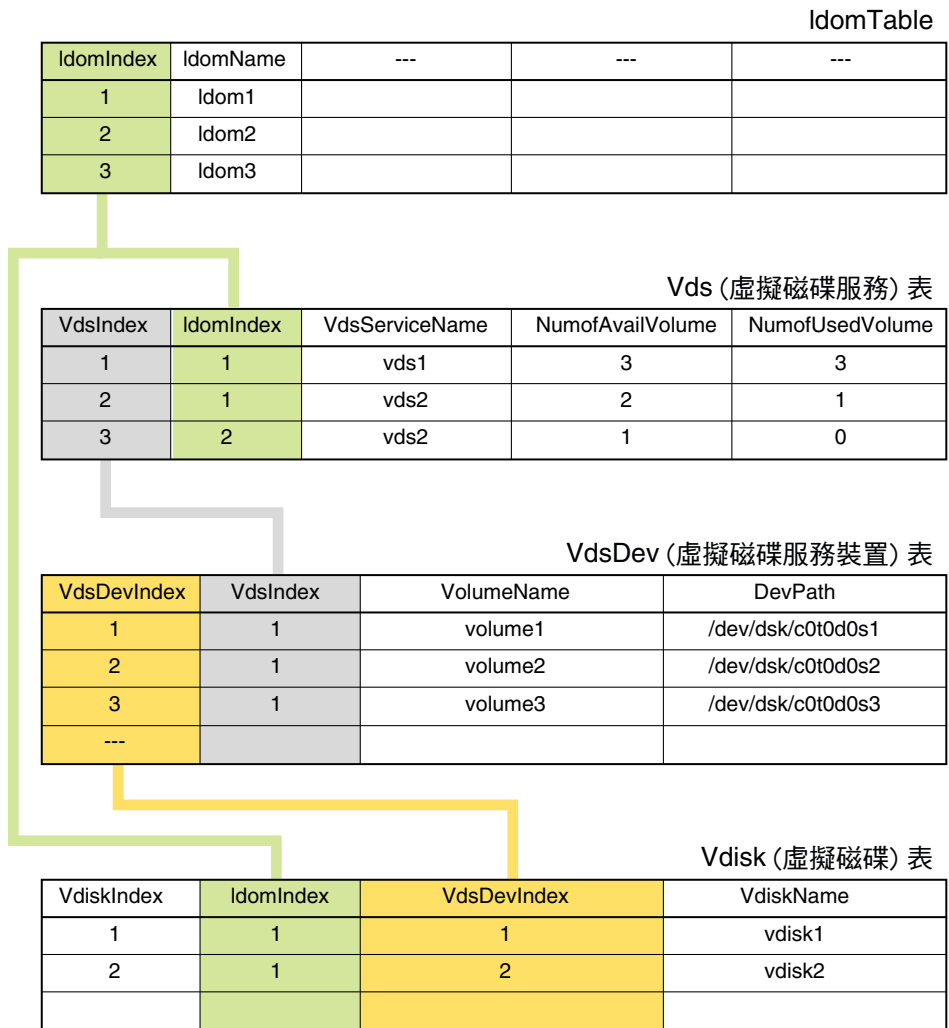 ldomTable
ldomIndex ldomName --- --- ---
1 ldom1
2 ldom2
3 ldom3
Vds (虛擬磁碟服務) 表
VdsIndex ldomIndex VdsServiceName NumofAvailVolume NumofUsedVolume
1 1 vds1 3 3
2 1 vds2 2 1
3 2 vds2 1 0
VdsDev (虛擬磁碟服務裝置) 表
VdsDevIndex VdsIndex VolumeName DevPath
1 1 volume1 /dev/dsk/c0t0d0s1
2 1 volume2 /dev/dsk/c0t0d0s2
3 1 volume3 /dev/dsk/c0t0d0s3
---
Vdisk (虛擬磁碟) 表
VdiskIndex ldomIndex VdsDevIndex VdiskName
1 1 1 vdisk1
2 1 2 vdisk2